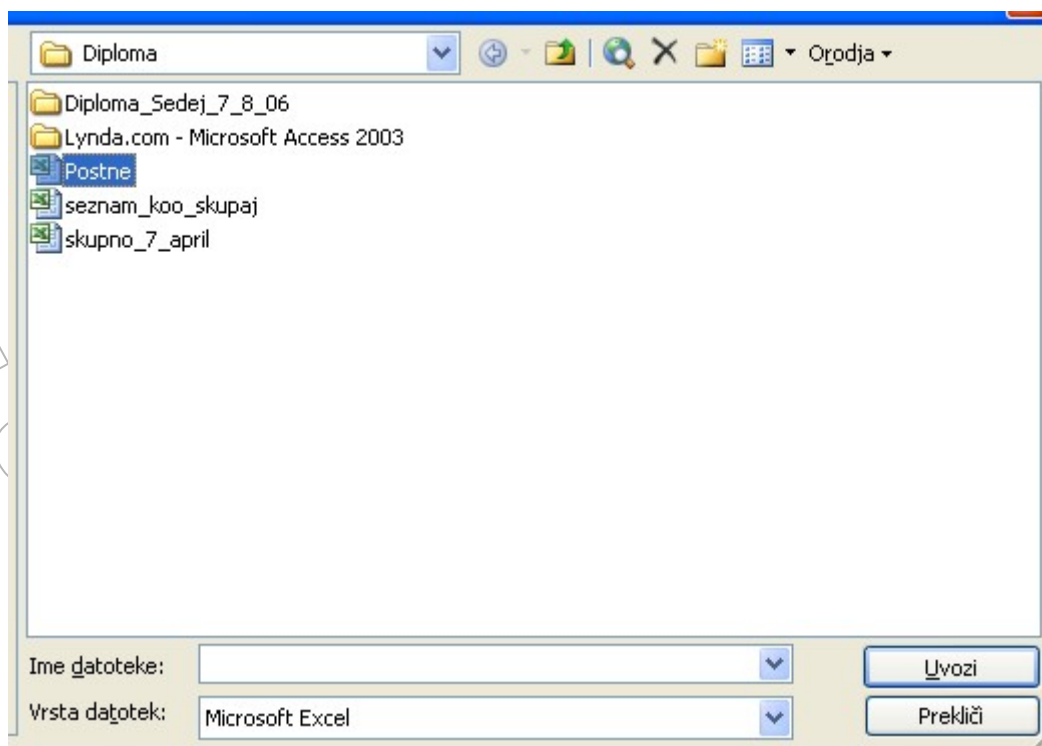 Diploma Orodja
Diploma_Sedej_7_8_06
Lynda.com - Microsoft Access 2003
Postne
seznam_koo_skupaj
skupno_7_april
Ime datoteke: Uvozi
Vrsta datotek: Microsoft Excel Prekliči